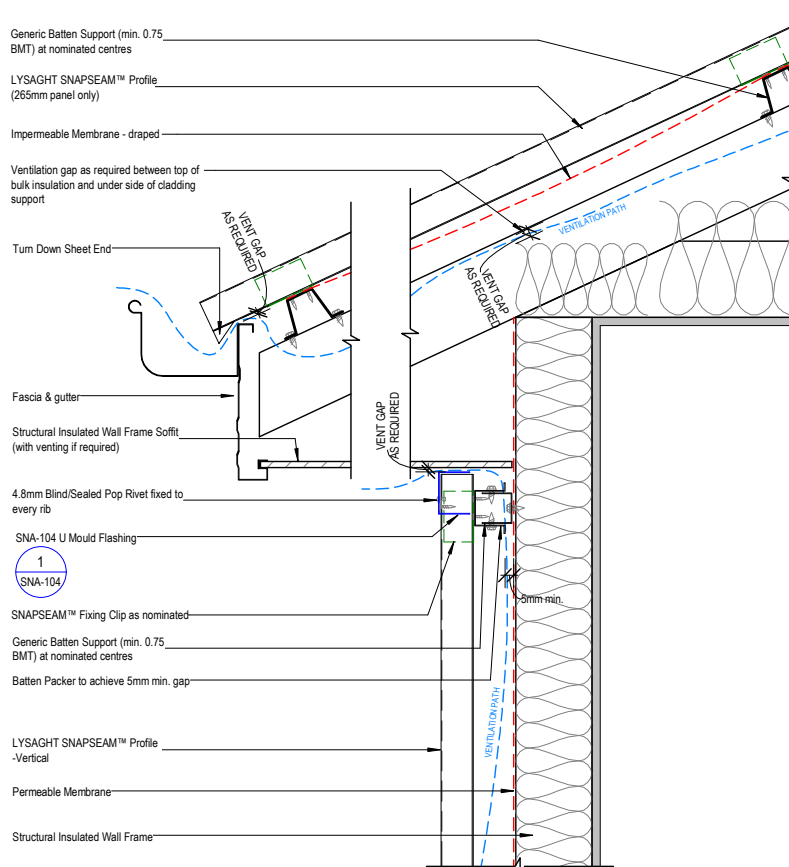 Generic Batten Support (min. 0.75
BMT) at nominated centres
LYSAGHT SNAPSEAM™ Profile
(265mm panel only)
Impermeable Membrane - draped
Ventilation gap as required between top of
bulk insulation and under side of cladding
support
VENT GAP
AS REQUIRED
VENTILATION PATH
Turn Down Sheet End
VENT GAP
AS REQUIRED
Fascia & gutter
VENT GAP
AS REQUIRED
Structural Insulated Wall Frame Soffit
(with venting if required)
4.8mm Blind/Sealed Pop Rivet fixed to
every rib
SNA-104 U Mould Flashing
1
SNA-104
5mm min.
SNAPSEAM™ Fixing Clip as nominated
Generic Batten Support (min. 0.75
BMT) at nominated centres
Batten Packer to achieve 5mm min. gap
VENTILATION PATH
LYSAGHT SNAPSEAM™ Profile
-Vertical
Permeable Membrane
Structural Insulated Wall Frame